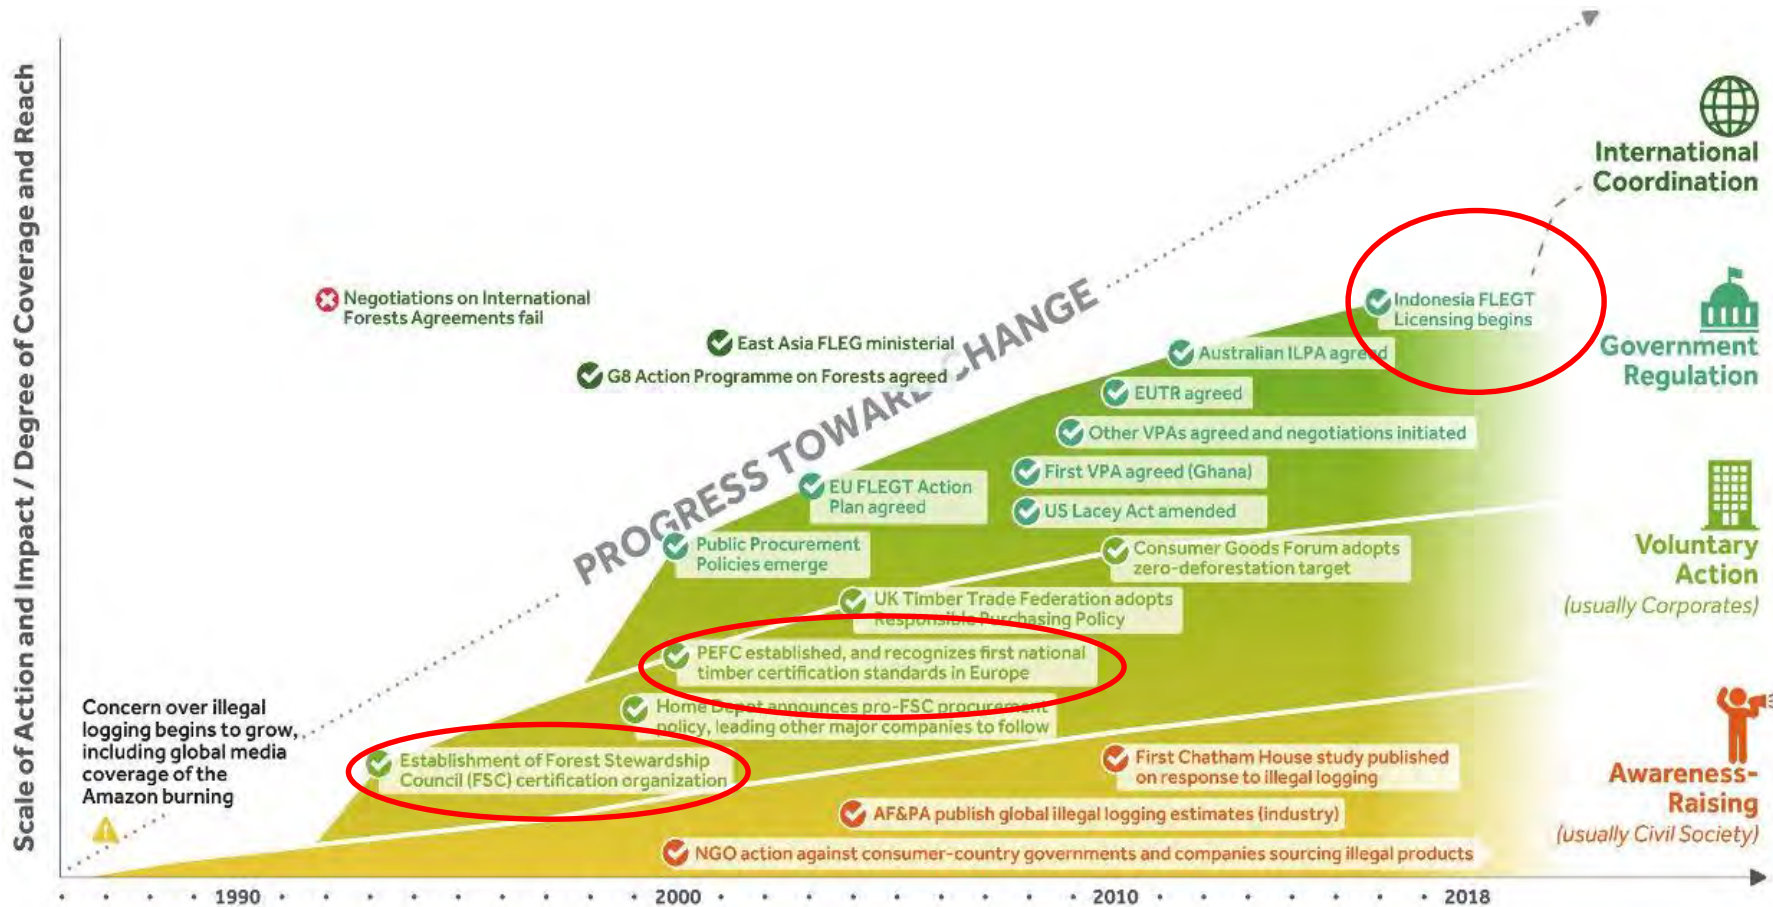 Scale of Action and Impact / Degree of Coverage and Reach
International
Coordination
Negotiations on International
Forests Agreements fail
Indonesia FLEGT
Licensing begins
East Asia FLEG ministerial
Australian ILPA agreed
Government
Regulation
G8 Action Programme on Forests agreed
EUTR agreed
PROGRESS TOWARD CHANGE
Other VPAs agreed and negotiations initiated
First VPA agreed (Ghana)
EU FLEGT Action
Plan agreed
US Lacey Act amended
Public Procurement
Policies emerge
Consumer Goods Forum adopts
zero-deforestation target
Voluntary
Action
(usually Corporates)
UK Timber Trade Federation adopts
Responsible Purchasing Policy
PEFC established, and recognizes first national
timber certification standards in Europe
Home Depot announces pro-FSC procurement
policy, leading other major companies to follow
Concern over illegal
logging begins to grow,
including global media
coverage of the
Amazon burning
Establishment of Forest Stewardship
Council (FSC) certification organization
First Chatham House study published
on response to illegal logging
Awareness-
Raising
(usually Civil Society)
AF&PA publish global illegal logging estimates (industry)
NGO action against consumer-country governments and companies sourcing illegal products
1990
2000
2010
2018